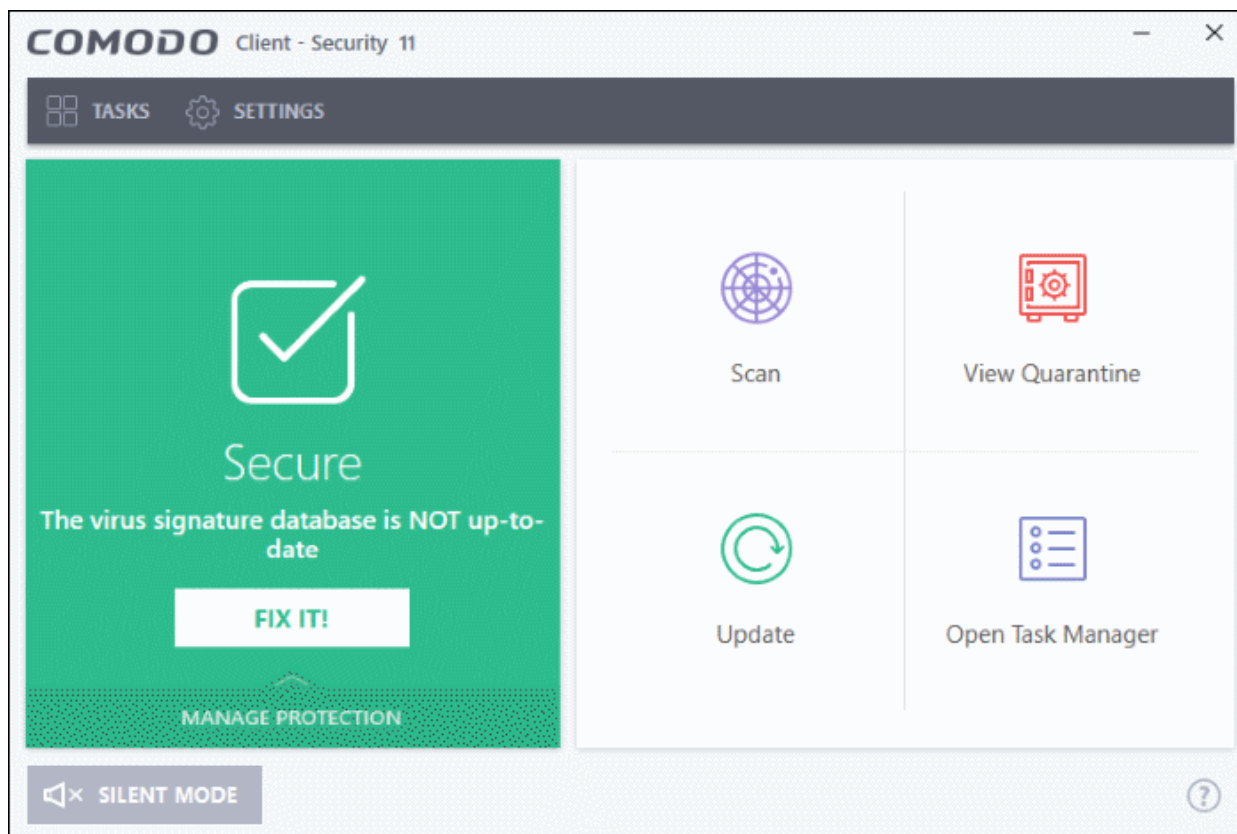 COMODO Client - Security 11
TASKS SETTINGS
Secure
The virus signature database is NOT up-to-
date
FIX IT!
MANAGE PROTECTION
Scan
View Quarantine
Update
Open Task Manager
SILENT MODE
?